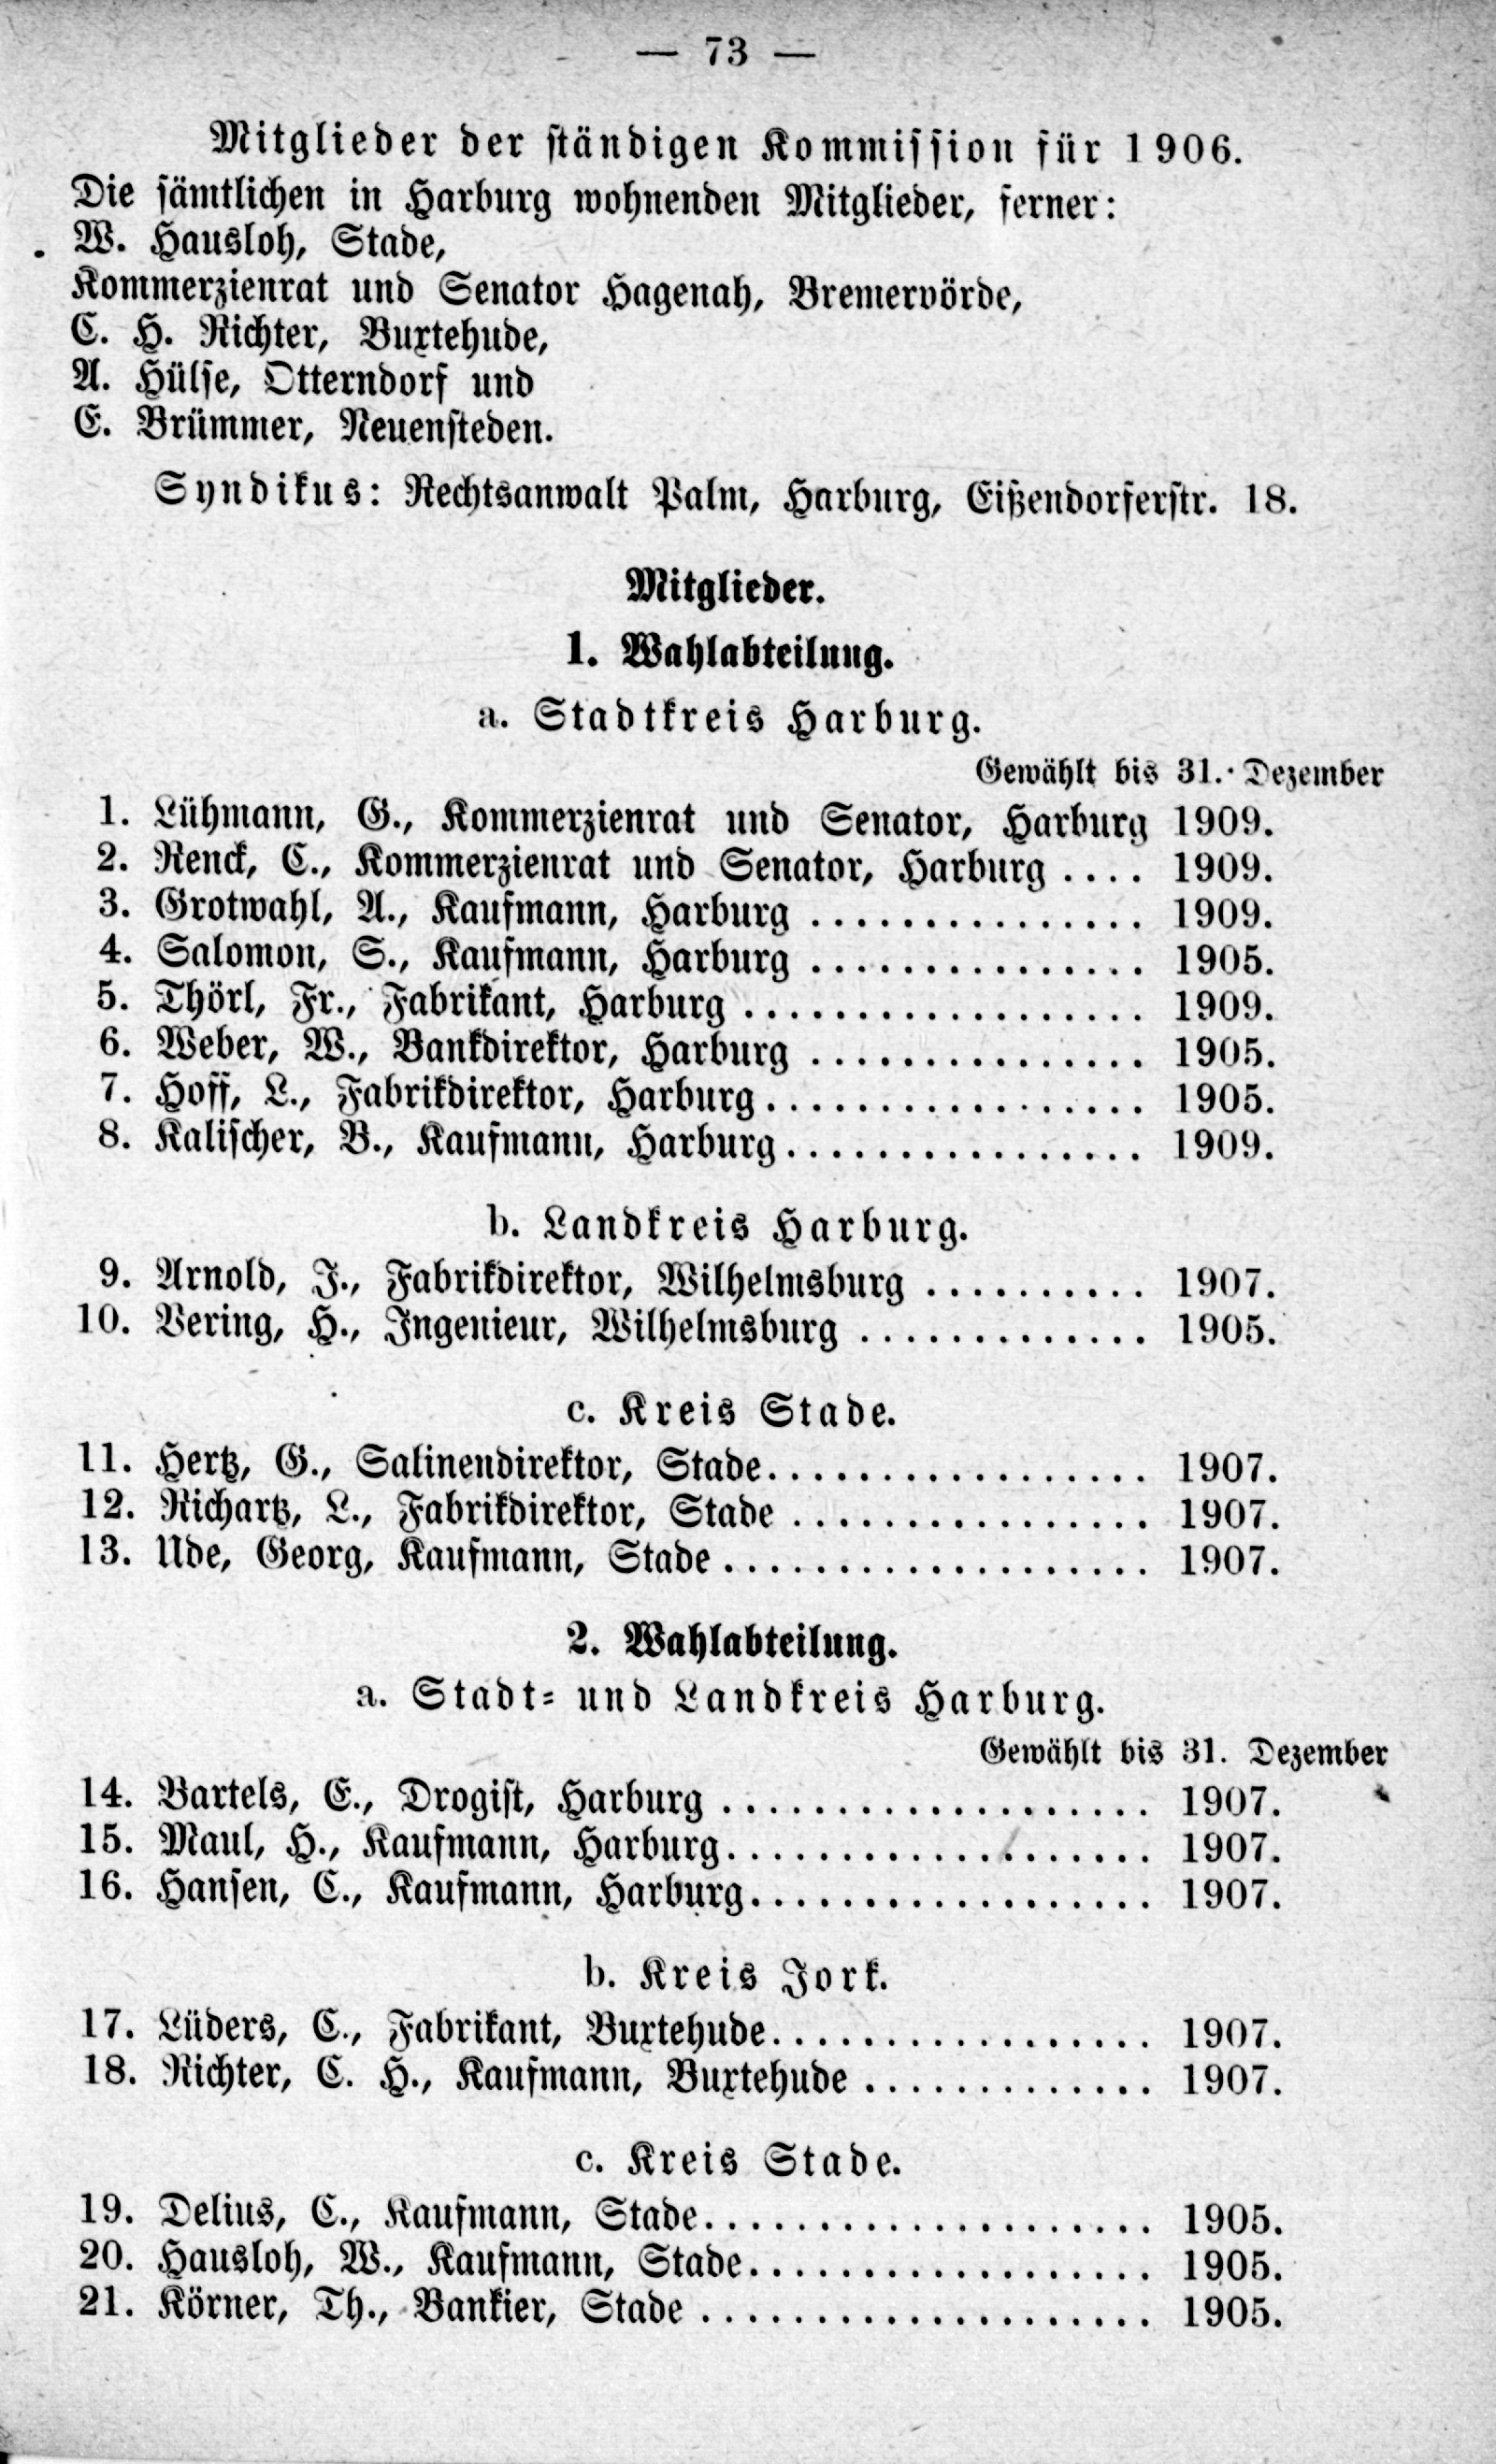 — 73 —
Mitglieder der ständigen Kommission für 1906.
Die sämtlichen in Harburg wohnenden Mitglieder, ferner:
W. Hausloh, Stade,
Kommerzienrat und Senator Hagenah, Bremervörde,
C. H. Richter, Buxtehude,
A. Hülse, Otterndorf und
E. Brümmer, Neuensteden.
Syndikus: Rechtsanwalt Palm, Harburg, Eißendorferstr. 18.
Mitglieder.
1. Wahlabteilung.
a. Stadtkreis Harburg.
Gewählt bis 31. Dezember
1. Lühmann, G., Kommerzienrat und Senator, Harburg 1909.
2. Renck, C., Kommerzienrat und Senator, Harburg .... 1909.
3. Grotwahl, A., Kaufmann, Harburg ............... 1909.
4. Salomon, S., Kaufmann, Harburg ............... 1905.
5. Thörl, Fr., Fabrikant, Harburg .................. 1909.
6. Weber, W., Bankdirektor, Harburg ............... 1905.
7. Hoff, L., Fabrikdirektor, Harburg ................. 1905.
8. Kalischer, B., Kaufmann, Harburg ................ 1909.
b. Landkreis Harburg.
9. Arnold, J., Fabrikdirektor, Wilhelmsburg .......... 1907.
10. Vering, H., Ingenieur, Wilhelmsburg ............. 1905.
c. Kreis Stade.
11. Hertz, G., Salinendirektor, Stade ................. 1907.
12. Richartz, L., Fabrikdirektor, Stade ................ 1907.
13. Ude, Georg, Kaufmann, Stade ................... 1907.
2. Wahlabteilung.
a. Stadt- und Landkreis Harburg.
Gewählt bis 31. Dezember
14. Bartels, E., Drogist, Harburg ................... 1907.
15. Maul, H., Kaufmann, Harburg ................... 1907.
16. Hansen, C., Kaufmann, Harburg .................. 1907.
b. Kreis Jork.
17. Lüders, C., Fabrikant, Buxtehude ................. 1907.
18. Richter, C. H., Kaufmann, Buxtehude ............. 1907.
c. Kreis Stade.
19. Delius, C., Kaufmann, Stade .................... 1905.
20. Hausloh, W., Kaufmann, Stade .................. 1905.
21. Körner, Th., Bankier, Stade .................... 1905.